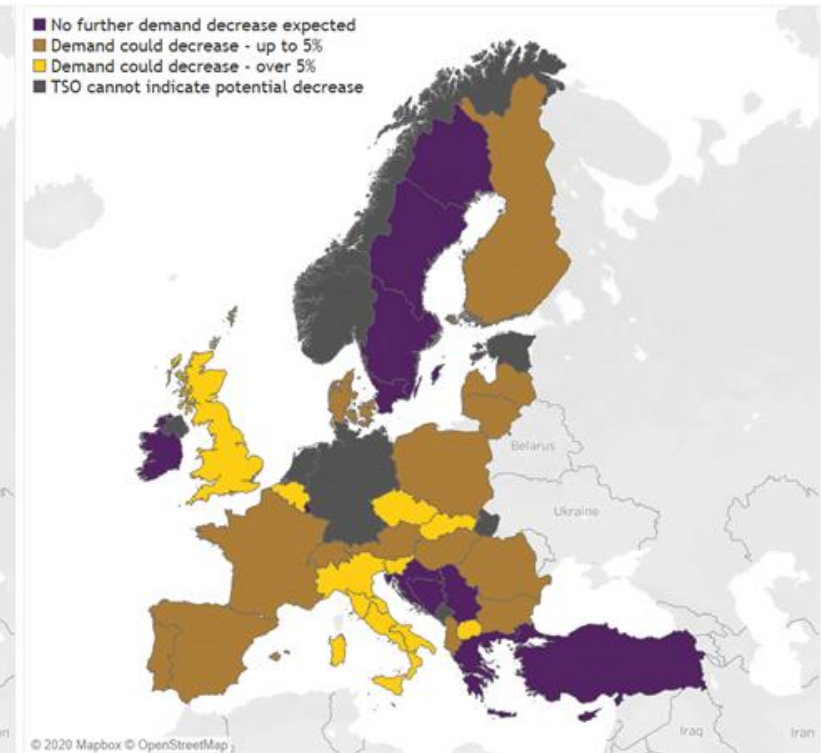 No further demand decrease expected
Demand could decrease - up to 5%
Demand could decrease - over 5%
TSO cannot indicate potential decrease
Belarus
Ukraine
Iraq
Iran
© 2020 Mapbox © OpenStreetMap